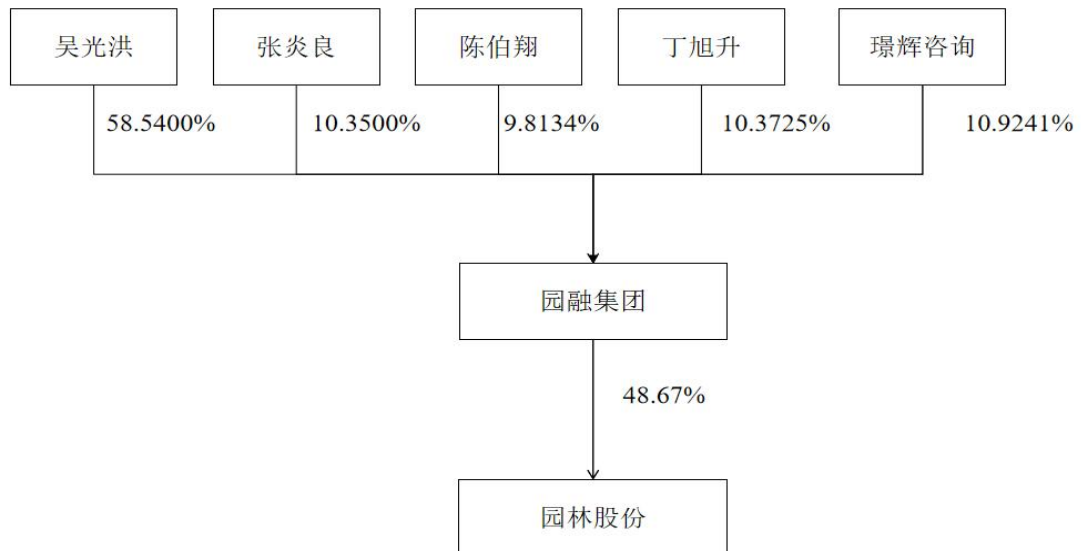 吴光洪 张炎良 陈伯翔 丁旭升 璟辉咨询
58.5400% 10.3500% 9.8134% 10.3725% 10.9241%
园融集团
48.67%
园林股份